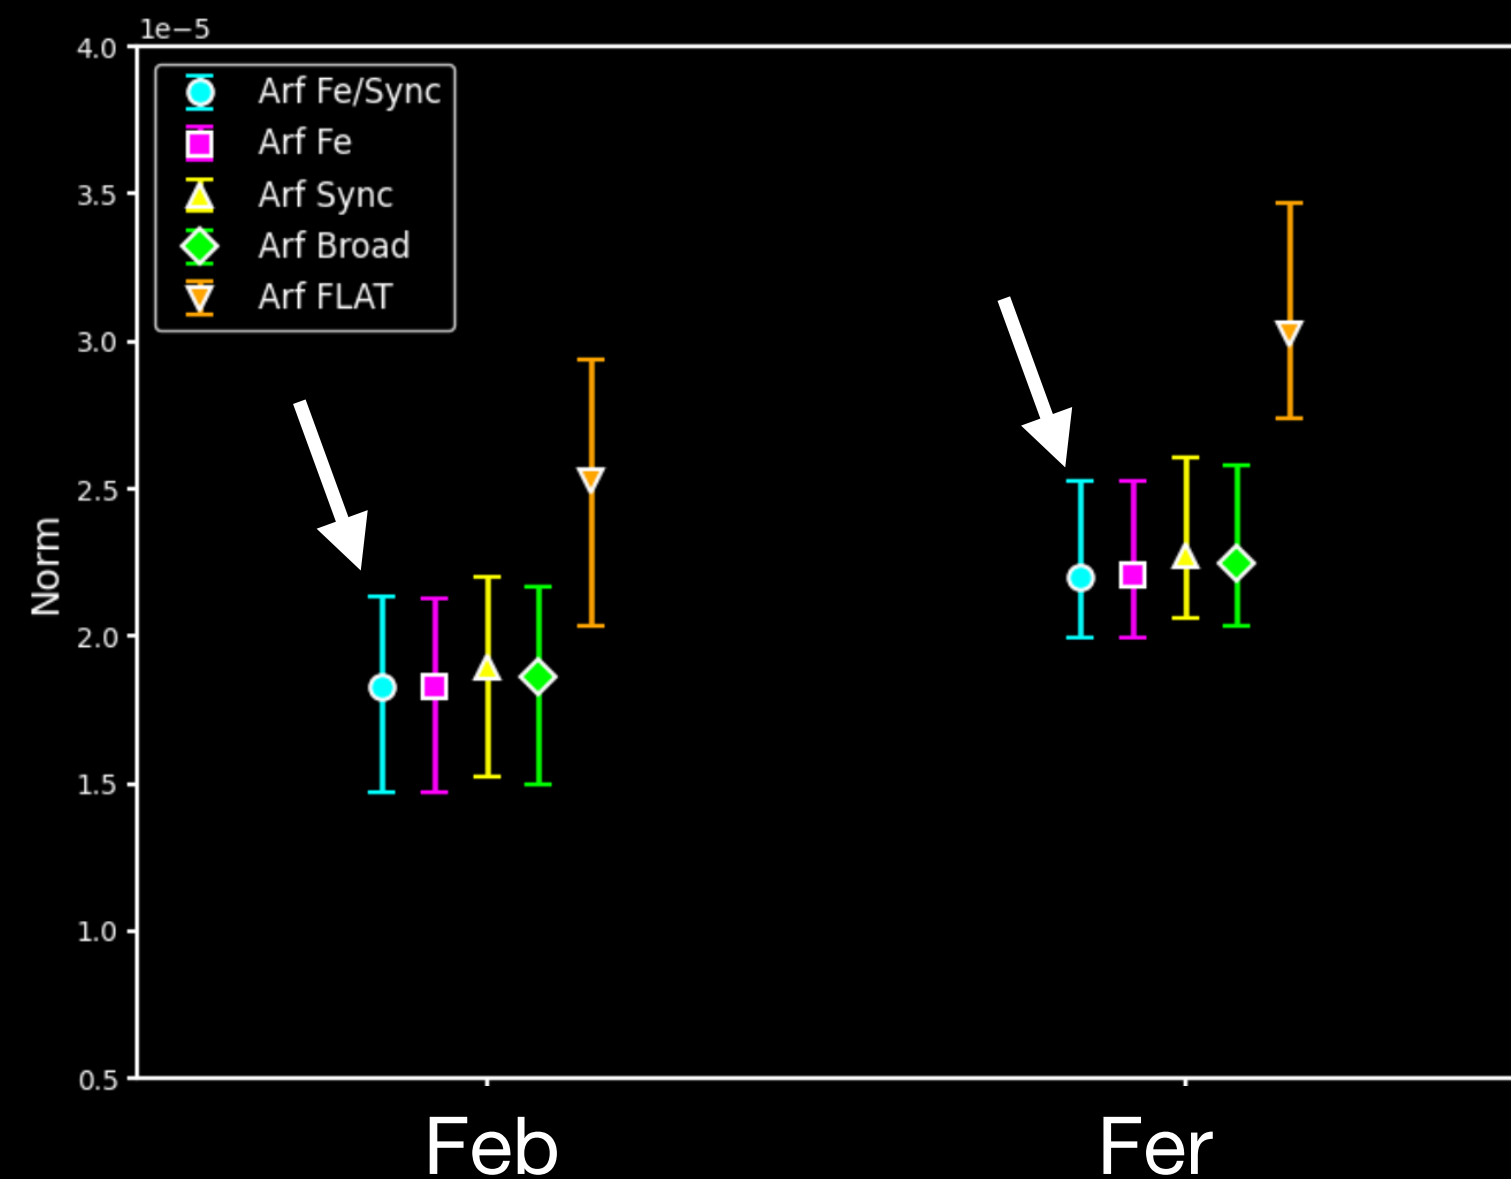 1e−5
4.0
Arf Fe/Sync
Arf Fe
3.5
Arf Sync
Arf Broad
Arf FLAT
3.0
2.5
Norm
2.0
1.5
1.0
0.5
Feb Fer